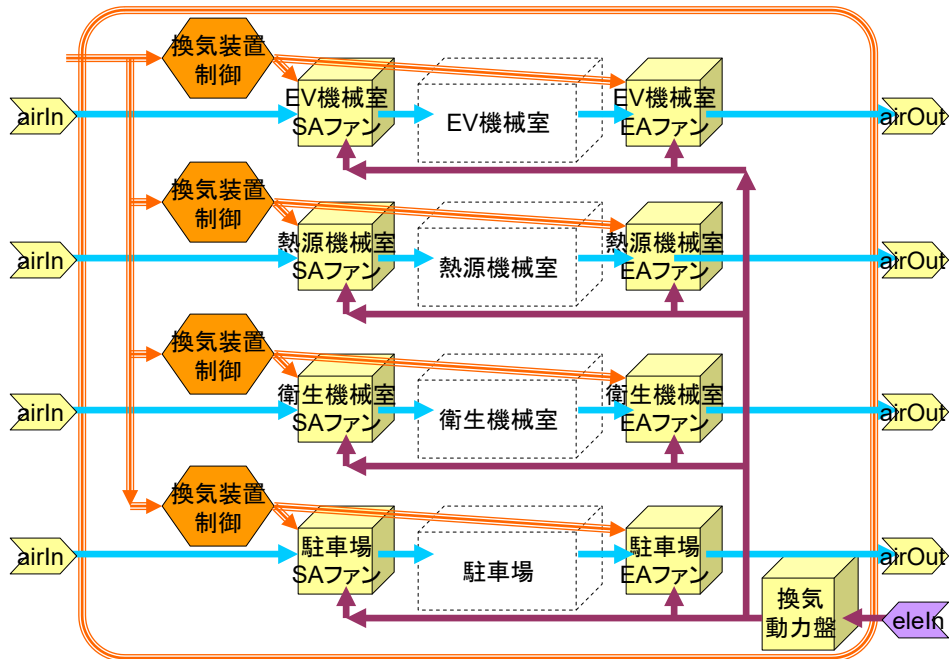 換気装置
制御
airIn
EV機械室
SAファン
EV機械室
EV機械室
EAファン
airOut
換気装置
制御
airIn
熱源機械室
SAファン
熱源機械室
熱源機械室
EAファン
airOut
換気装置
制御
airIn
衛生機械室
SAファン
衛生機械室
衛生機械室
EAファン
airOut
換気装置
制御
airIn
駐車場
SAファン
駐車場
駐車場
EAファン
airOut
換気
動力盤
eleIn